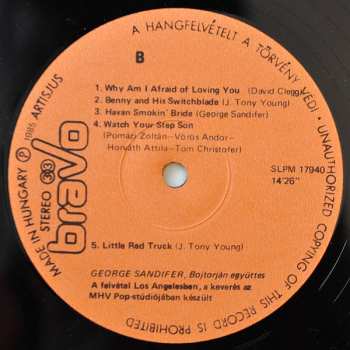 A HANGFELVÉTELT A TÖRVÉNY VÉDI · UNAUTHORIZED COPYING OF THIS RECORD IS PROHIBITED
MADE IN HUNGARY Ⓟ 1985 ARTISJUS
STEREO 33
bravo
B
1. Why Am I Afraid of Loving You (David Clegg)
2. Benny and His Switchblade (J. Tony Young)
3. Havan Smokin' Bride (George Sandifer)
4. Watch Your Step Son
(Pomázi Zoltán–Vörös Andor–
Horváth Attila–Tom Christofer)
SLPM 17940
14'26"
5. Little Red Truck (J. Tony Young)
GEORGE SANDIFER, Bojtorján együttes
A felvétel Los Angelesben, a keverés az
MHV Pop-stúdiójában készült